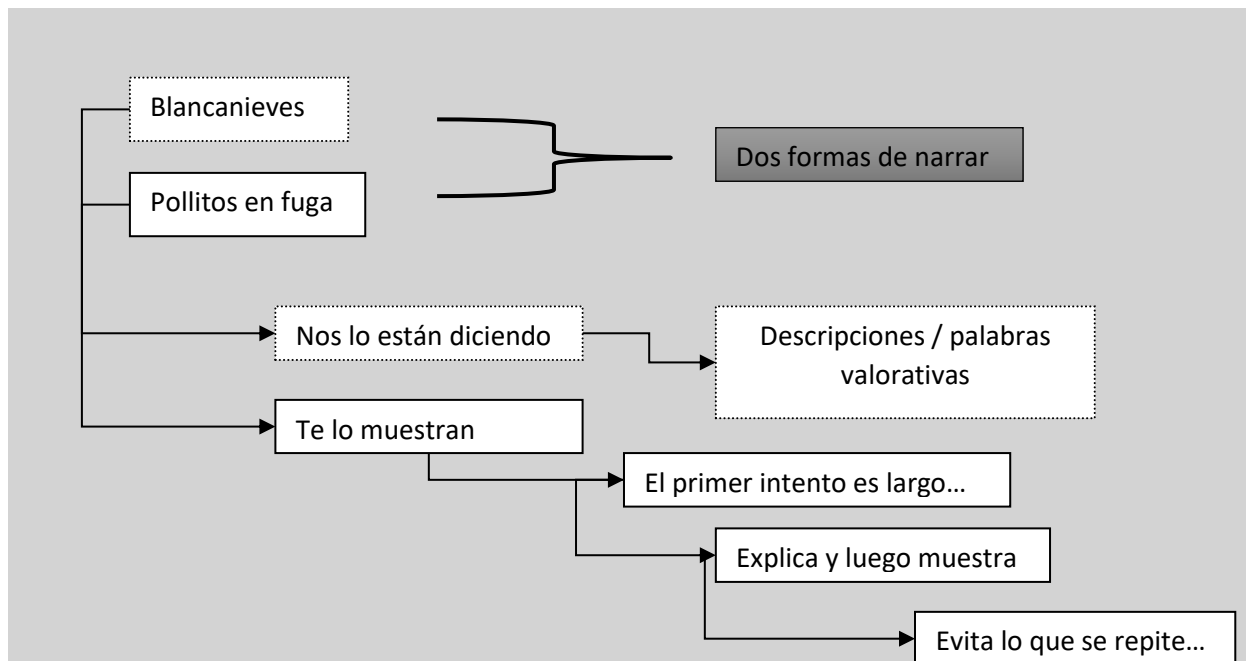 Blancanieves
Dos formas de narrar
Pollitos en fuga
Nos lo están diciendo
Descripciones / palabras
valorativas
Te lo muestran
El primer intento es largo…
Explica y luego muestra
Evita lo que se repite…